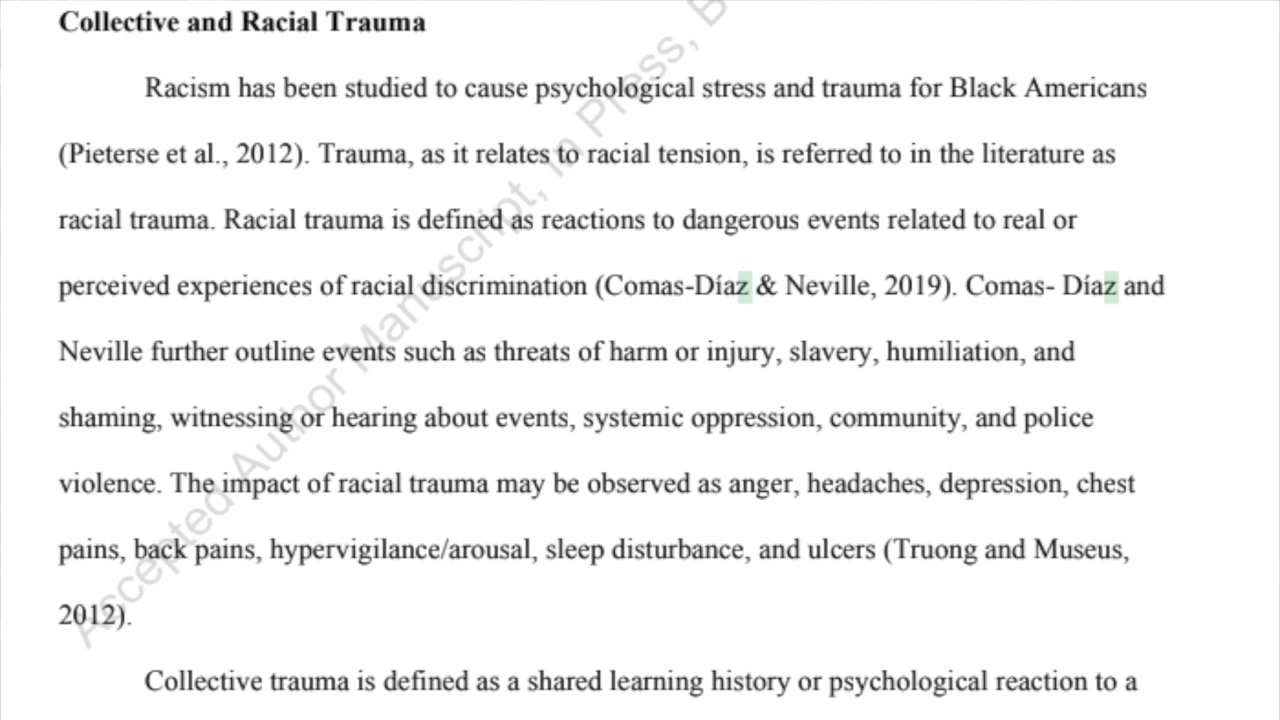 Collective and Racial Trauma
Racism has been studied to cause psychological stress and trauma for Black Americans
(Pieterse et al., 2012). Trauma, as it relates to racial tension, is referred to in the literature as
racial trauma. Racial trauma is defined as reactions to dangerous events related to real or
perceived experiences of racial discrimination (Comas-Díaz & Neville, 2019). Comas- Díaz and
Neville further outline events such as threats of harm or injury, slavery, humiliation, and
shaming, witnessing or hearing about events, systemic oppression, community, and police
violence. The impact of racial trauma may be observed as anger, headaches, depression, chest
pains, back pains, hypervigilance/arousal, sleep disturbance, and ulcers (Truong and Museus,
2012).
Collective trauma is defined as a shared learning history or psychological reaction to a
Accepted Author Manuscript, in Press, B